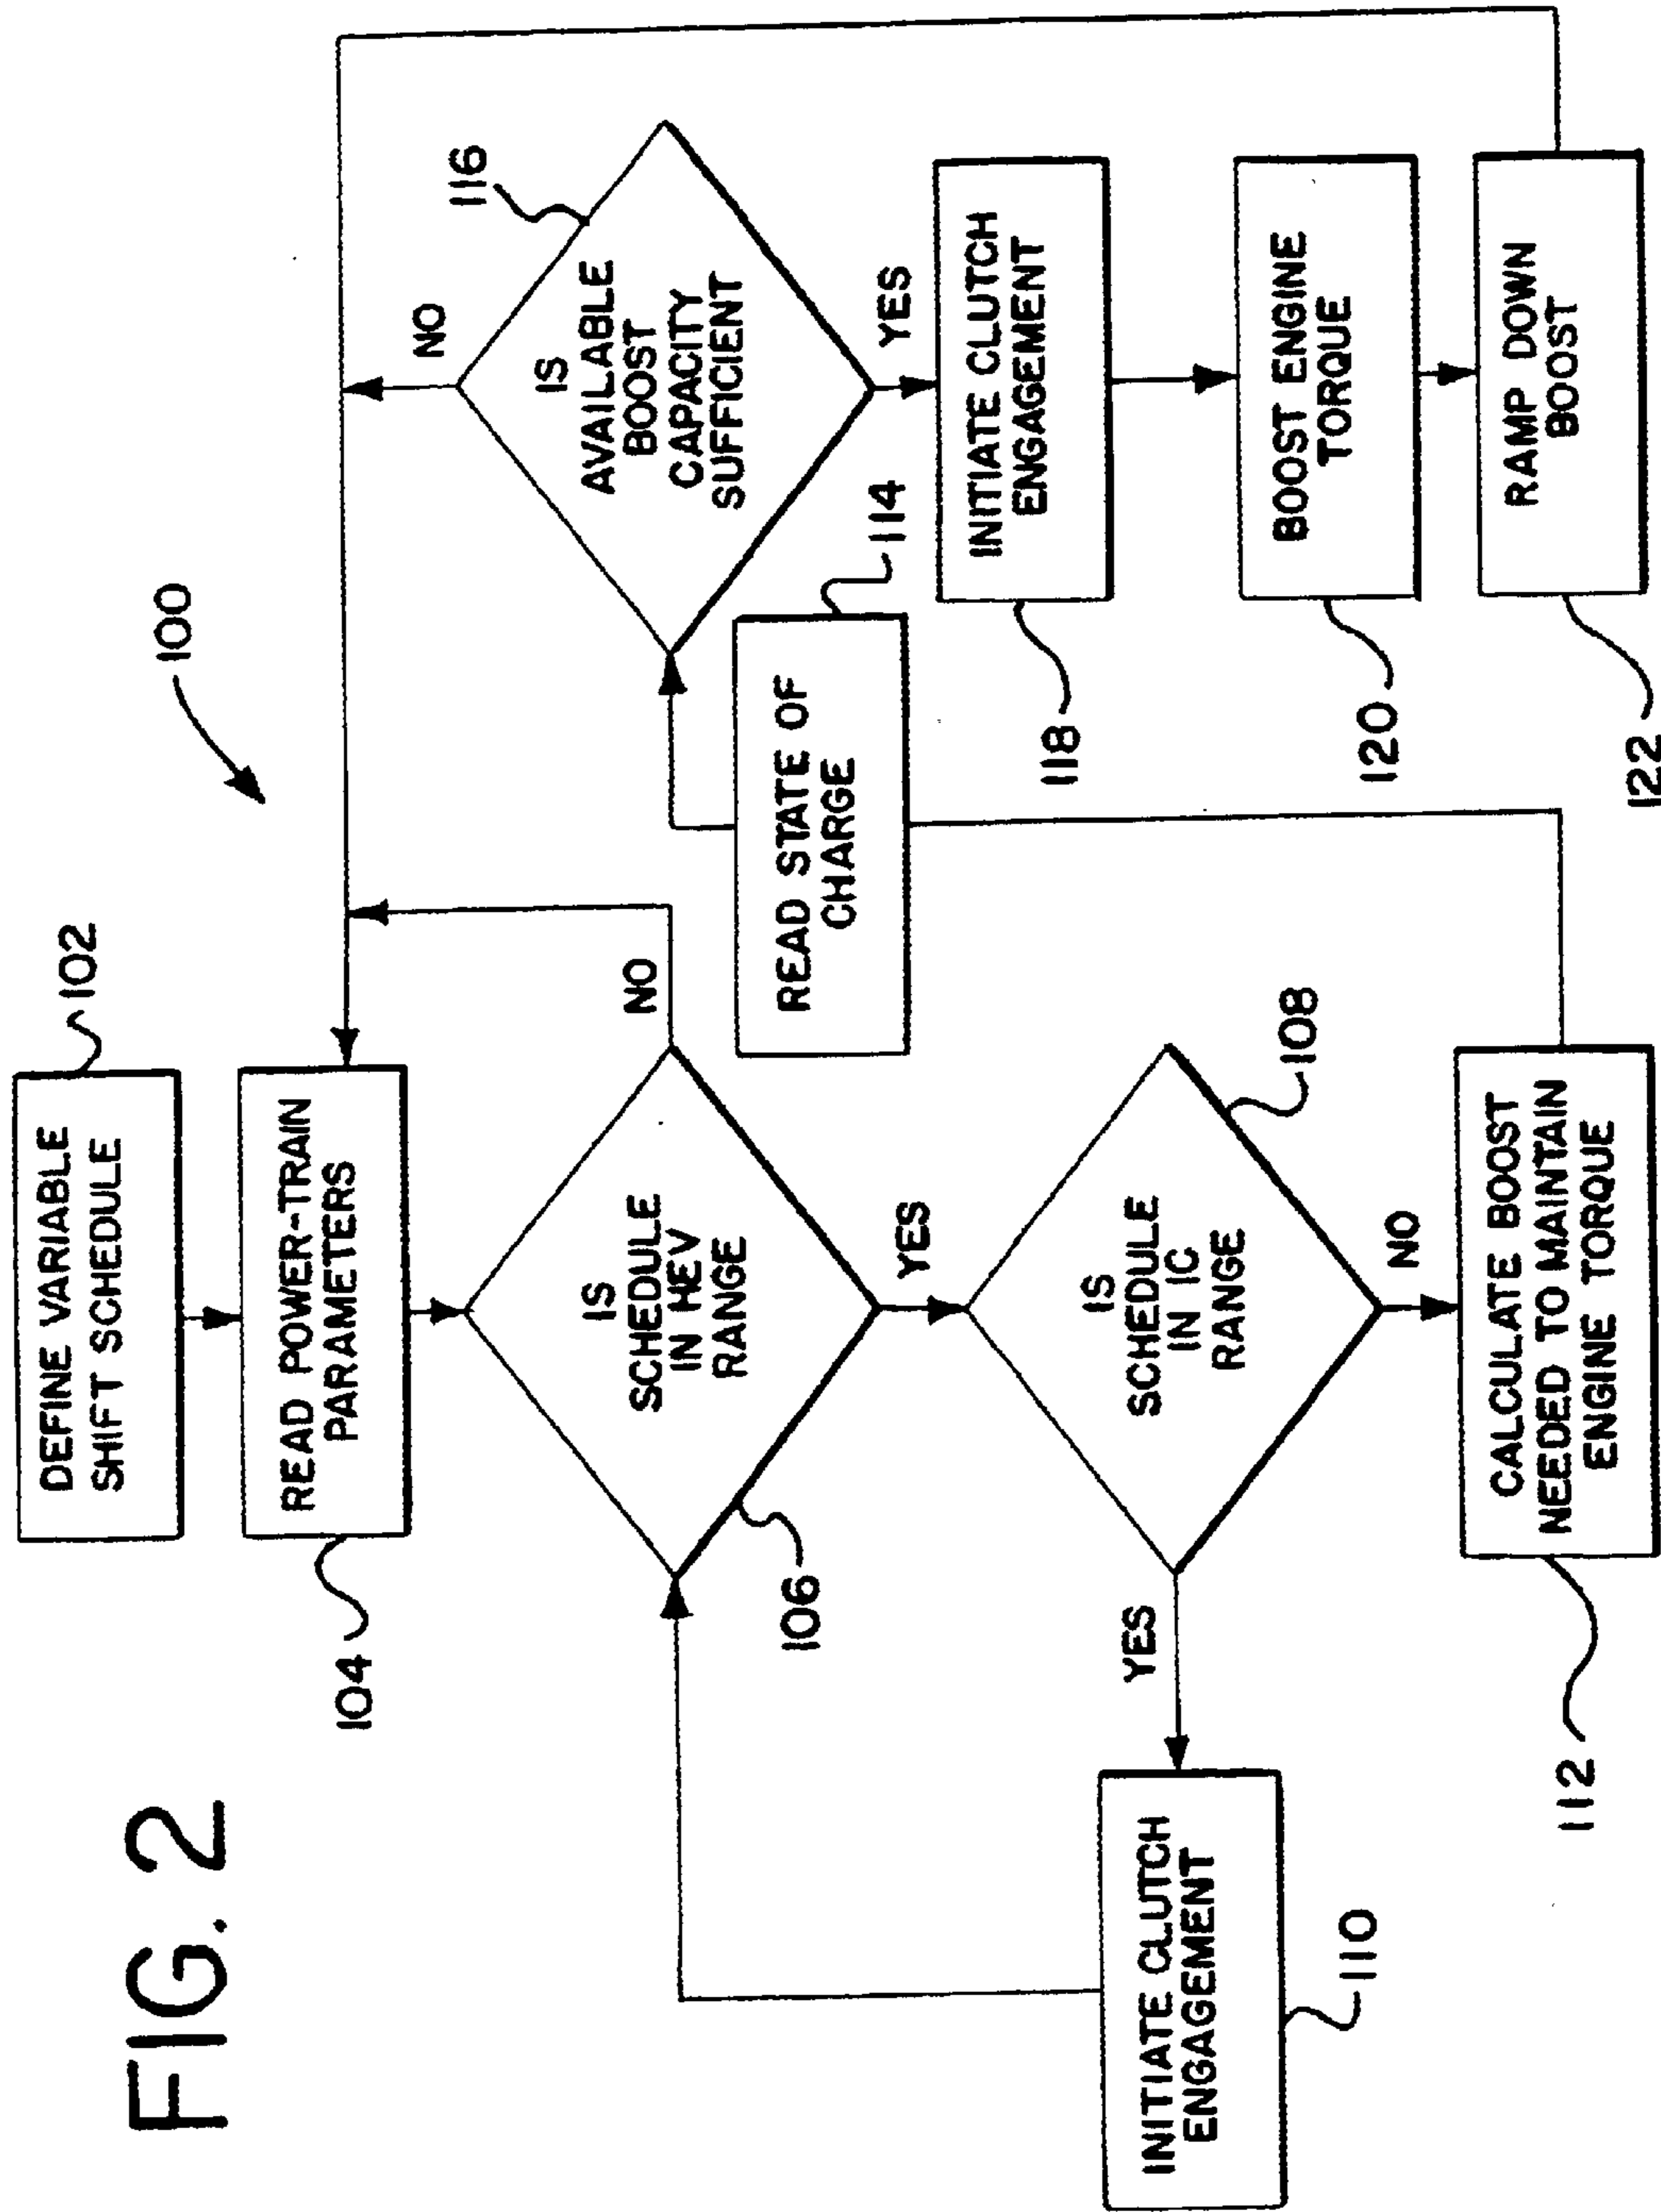 FIG. 2
100
DEFINE VARIABLE
SHIFT SCHEDULE
102
READ POWER-TRAIN
PARAMETERS
104
IS
SCHEDULE
IN HEV
RANGE
106
NO
YES
IS
SCHEDULE
IN IC
RANGE
108
YES
NO
INITIATE CLUTCH
ENGAGEMENT
110
CALCULATE BOOST
NEEDED TO MAINTAIN
ENGINE TORQUE
112
READ STATE OF
CHARGE
114
IS
AVAILABLE
BOOST
CAPACITY
SUFFICIENT
116
NO
YES
INITIATE CLUTCH
ENGAGEMENT
118
BOOST ENGINE
TORQUE
120
RAMP DOWN
BOOST
122